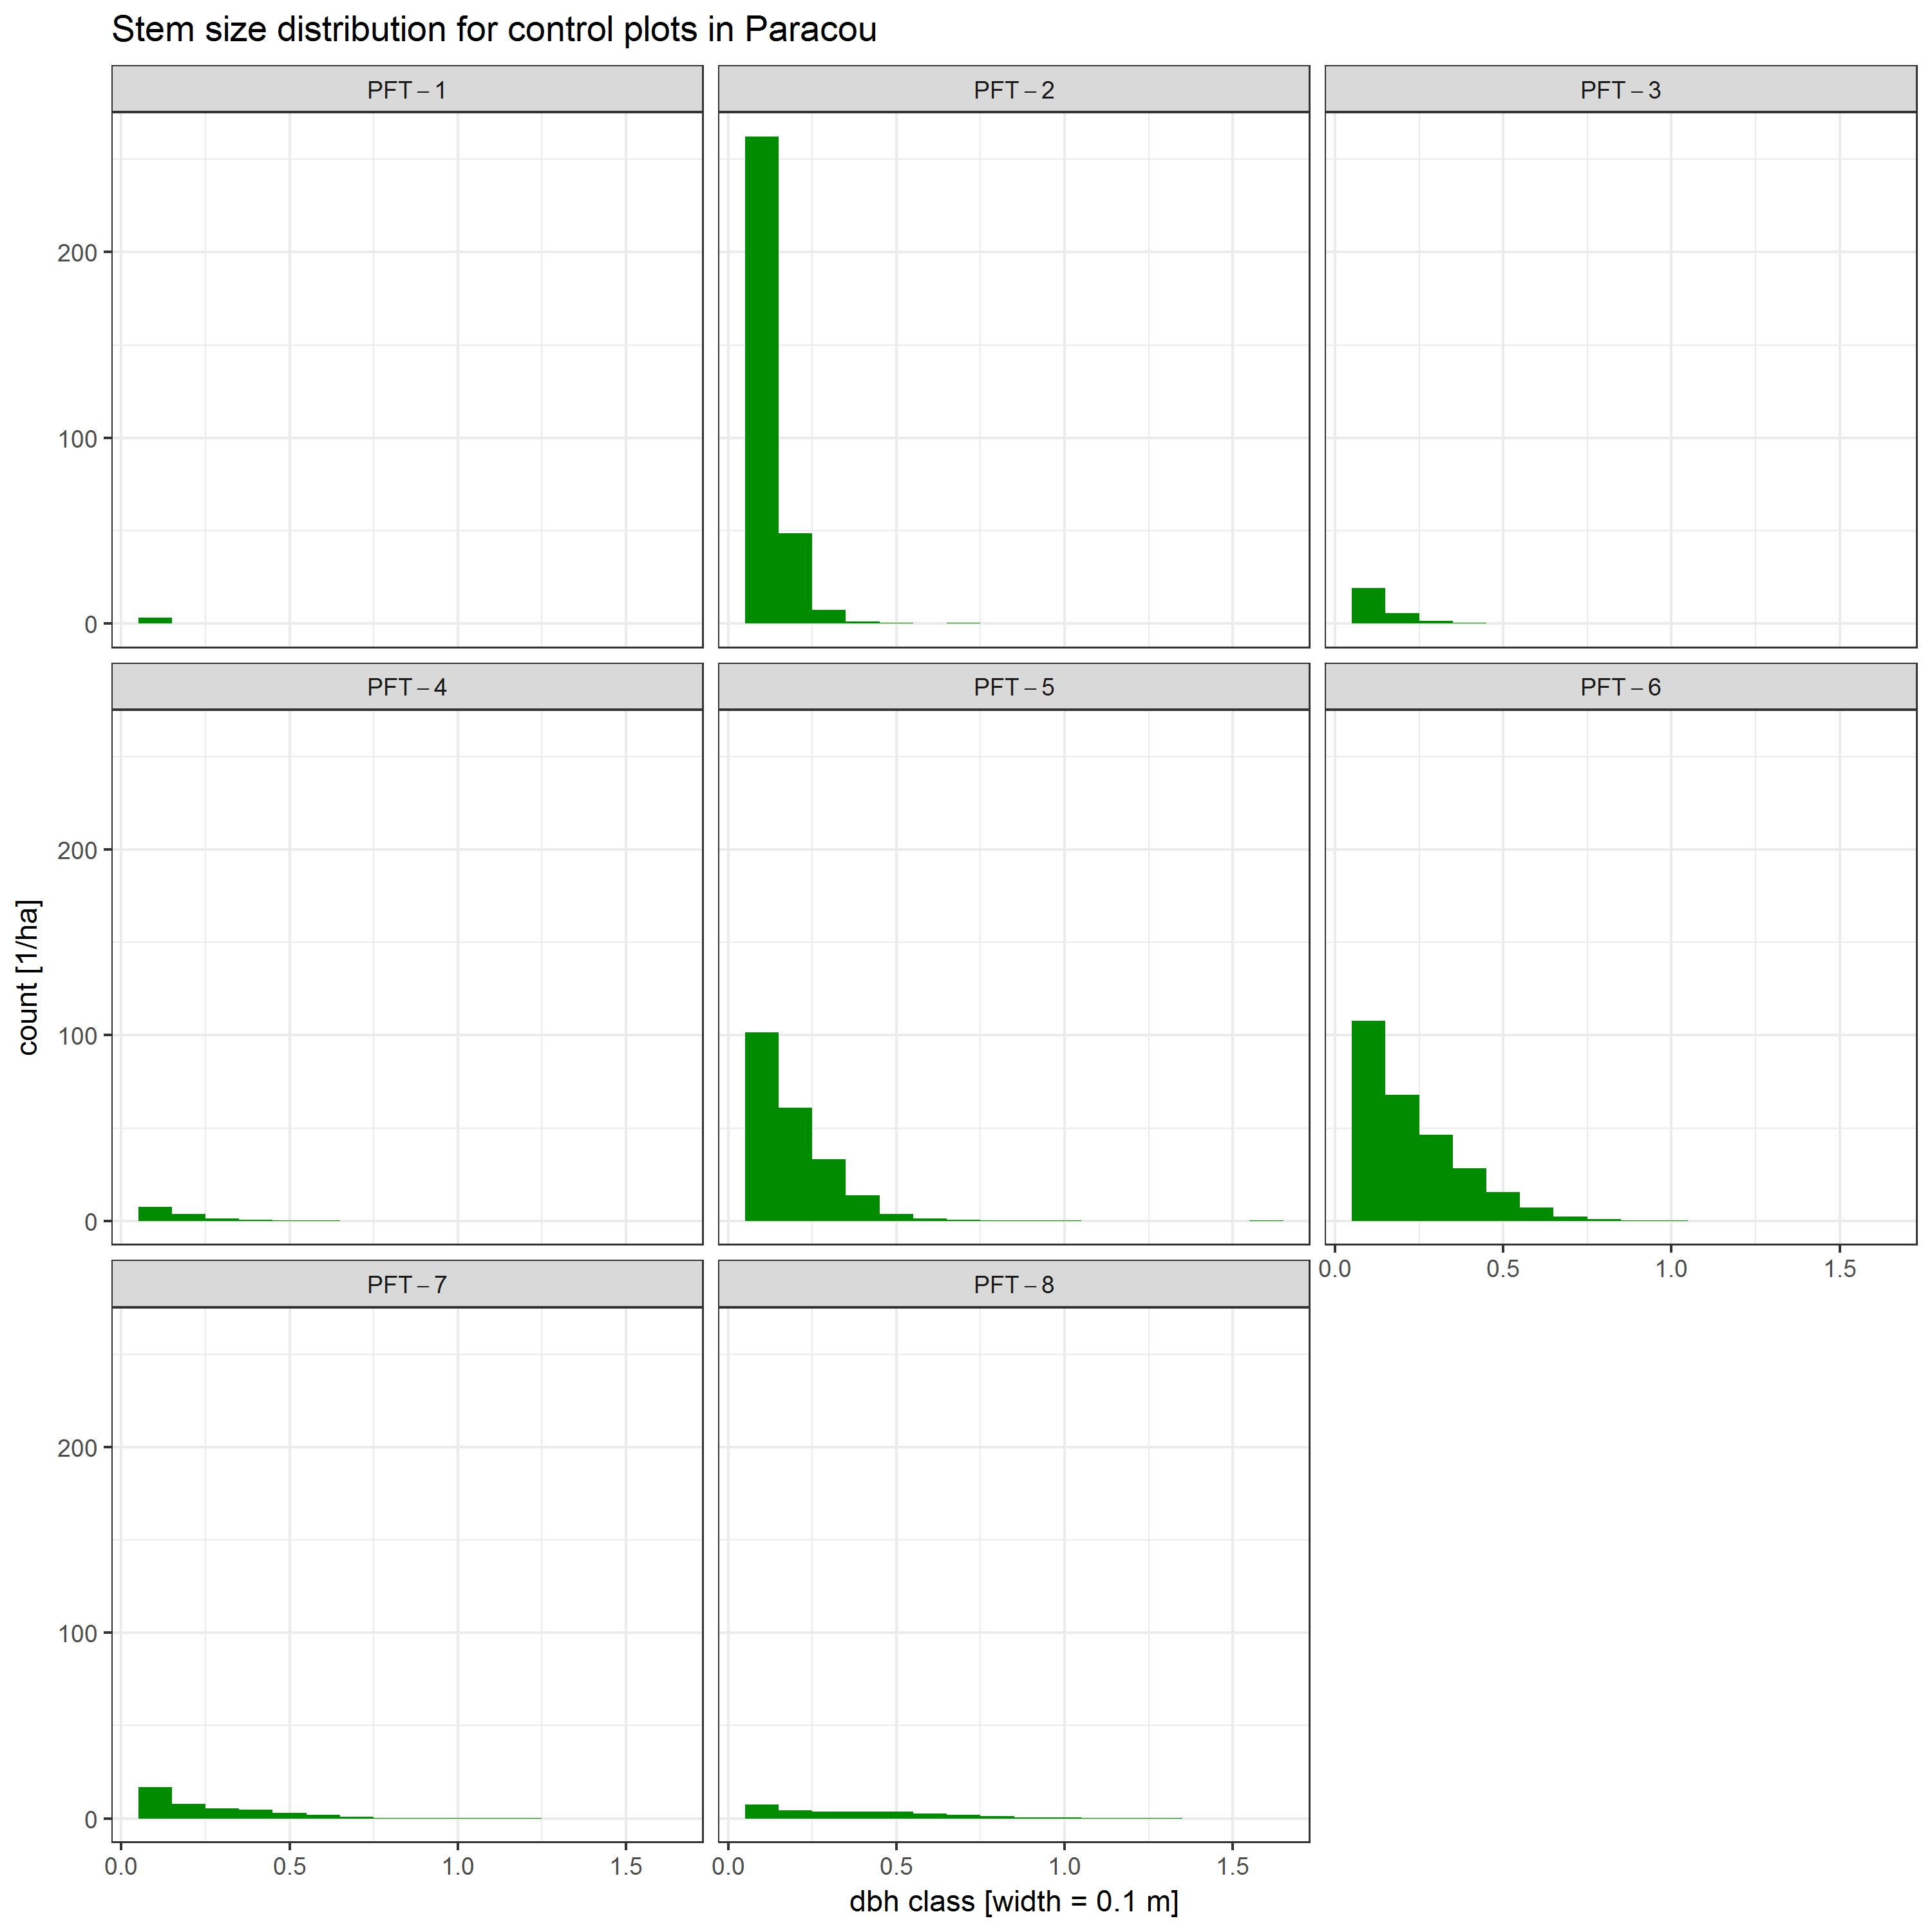 Stem size distribution for control plots in Paracou
PFT – 1
PFT – 2
PFT – 3
200
100
0
PFT – 4
PFT – 5
PFT – 6
200
100
0
0.0
0.5
1.0
1.5
PFT – 7
PFT – 8
200
100
0
0.0
0.5
1.0
1.5
0.0
0.5
1.0
1.5
count [1/ha]
dbh class [width = 0.1 m]